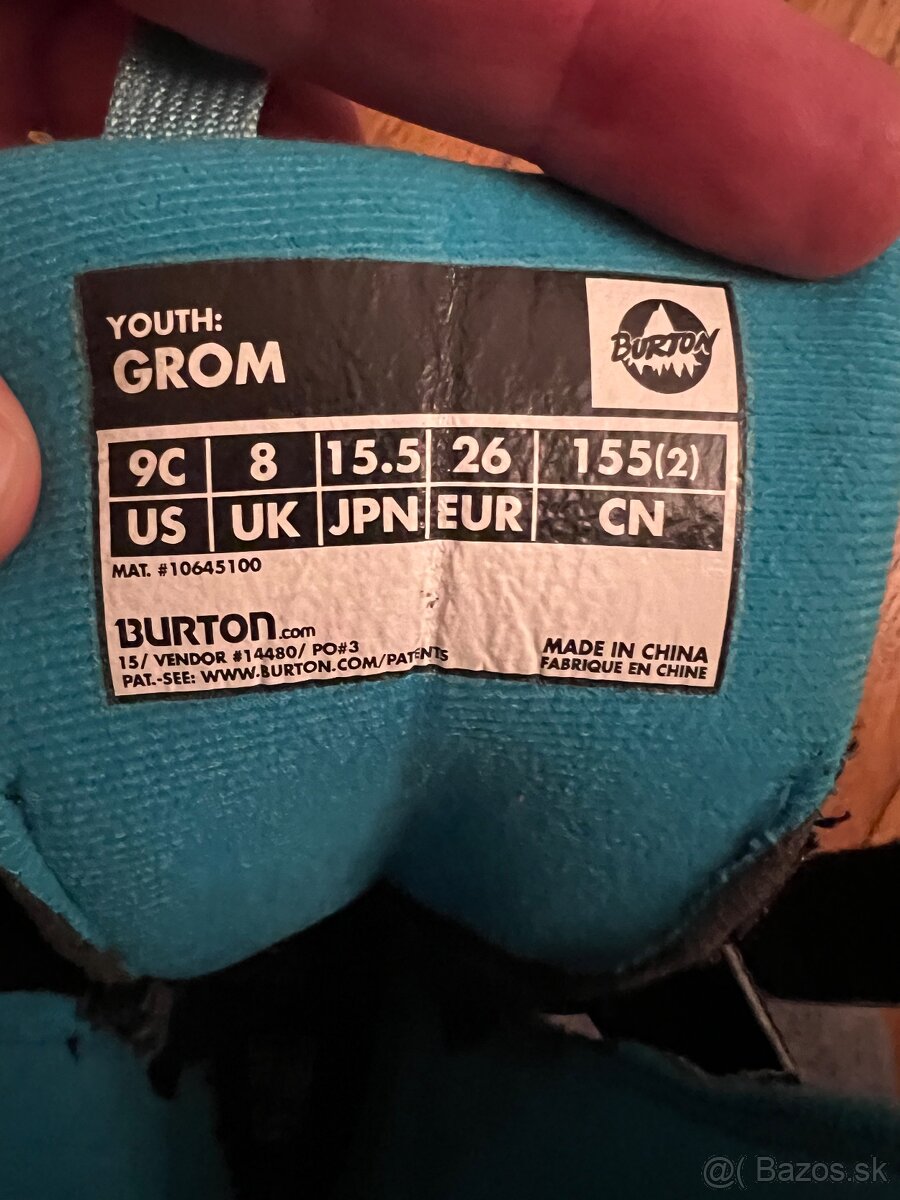 YOUTH:
GROM
BURTON
9C 8 15.5 26 155(2)
US UK JPN EUR CN
MAT. #10645100
BURTON.com
15/ VENDOR #14480/ PO#3
PAT.-SEE: WWW.BURTON.COM/PATENTS
MADE IN CHINA
FABRIQUE EN CHINE
@( Bazos.sk